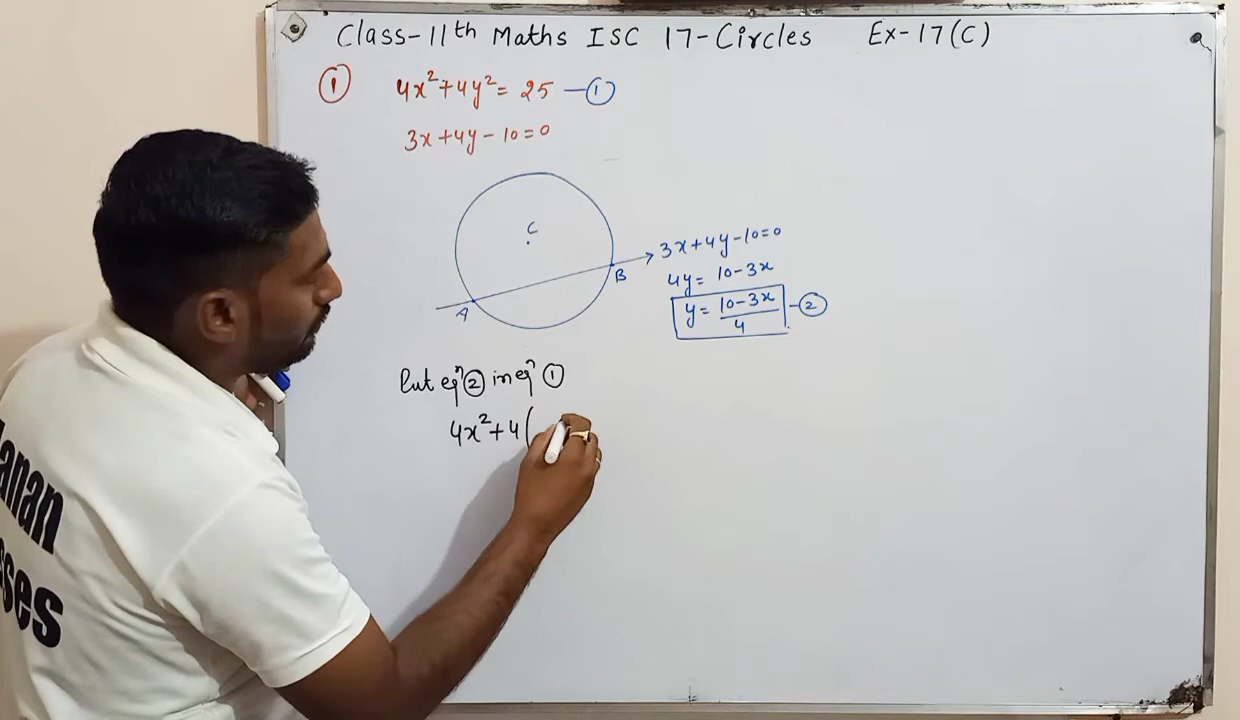 Class-11th Maths ISC 17-Circles Ex-17(C)
① 4x²+4y²= 25 —①
3x+4y-10=0
C
3x+4y-10=0
A B
4y= 10-3x
y= 10-3x/4 -②
Put eqⁿ ② in eqⁿ ①
4x²+4(
anan
sses